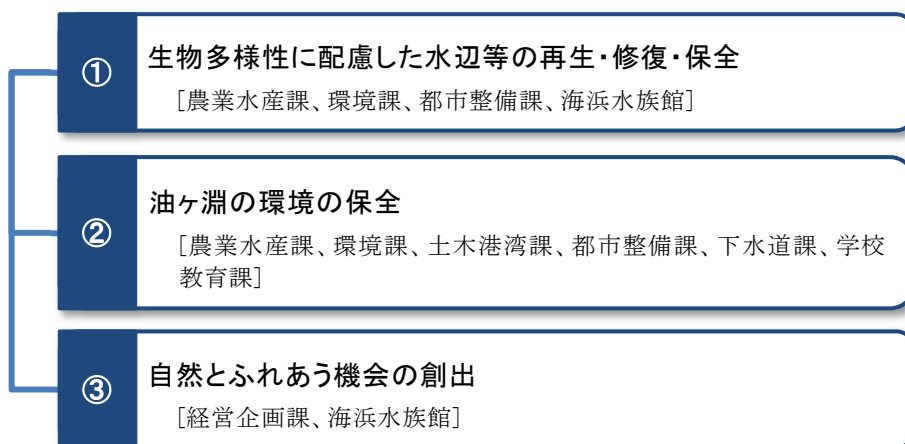 ①
生物多様性に配慮した水辺等の再生・修復・保全
［農業水産課、環境課、都市整備課、海浜水族館］
②
油ヶ淵の環境の保全
［農業水産課、環境課、土木港湾課、都市整備課、下水道課、学校
教育課］
③
自然とふれあう機会の創出
［経営企画課、海浜水族館］